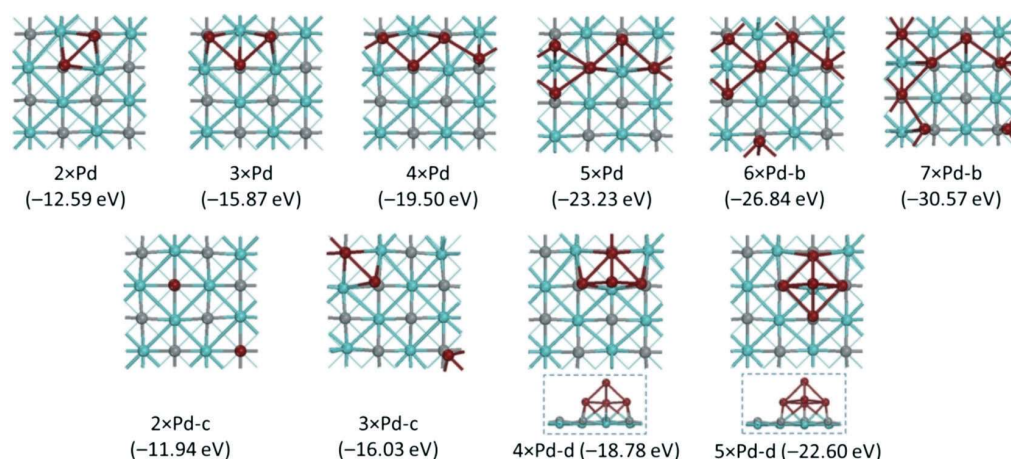 2×Pd
(−12.59 eV)
3×Pd
(−15.87 eV)
4×Pd
(−19.50 eV)
5×Pd
(−23.23 eV)
6×Pd-b
(−26.84 eV)
7×Pd-b
(−30.57 eV)
2×Pd-c
(−11.94 eV)
3×Pd-c
(−16.03 eV)
4×Pd-d (−18.78 eV)
5×Pd-d (−22.60 eV)